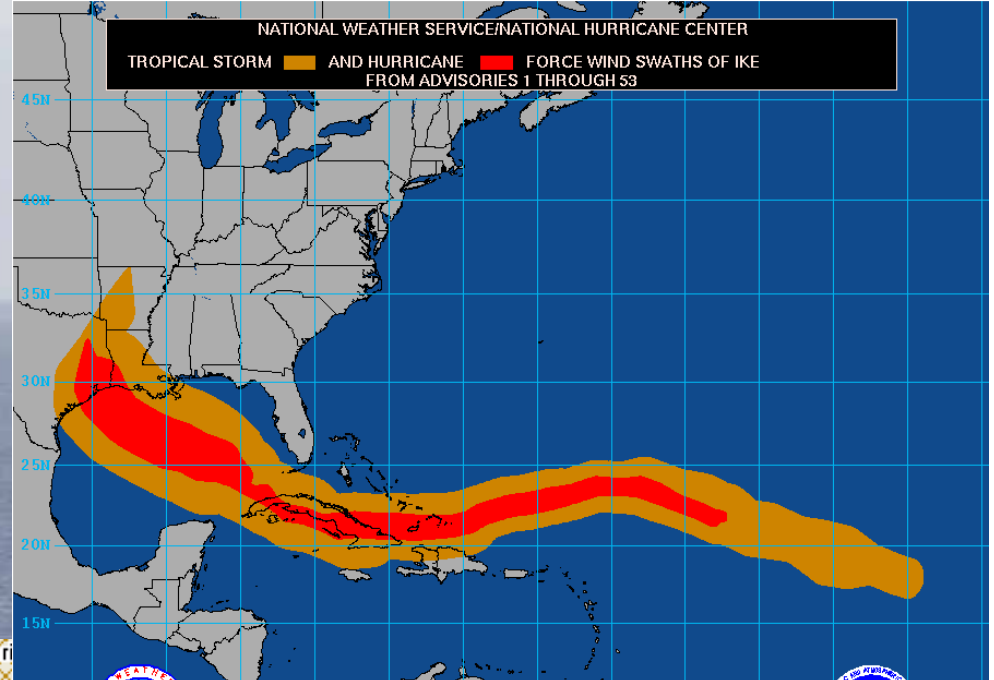 NATIONAL WEATHER SERVICE/NATIONAL HURRICANE CENTER
TROPICAL STORM AND HURRICANE FORCE WIND SWATHS OF IKE
FROM ADVISORIES 1 THROUGH 53
45N
40N
35N
30N
25N
20N
15N
WEATHER